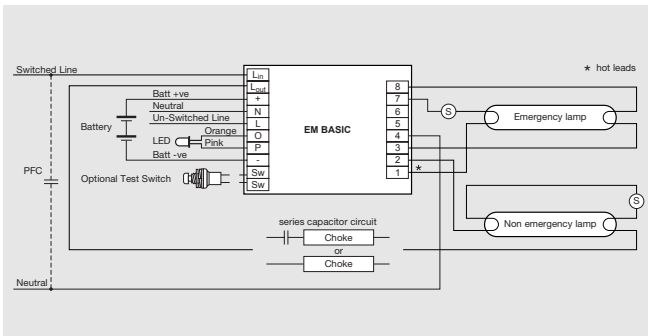 Switched Line
* hot leads
Lin
Lout
+
N
L
O
P
-
Sw
Sw
EM BASIC
8
7
6
5
4
3
2
1
*
Batt +ve
Neutral
Un-Switched Line
Orange
Pink
Batt -ve
Battery
LED
Optional Test Switch
PFC
S
Emergency lamp
S
Non emergency lamp
series capacitor circuit
Choke
or
Choke
Neutral